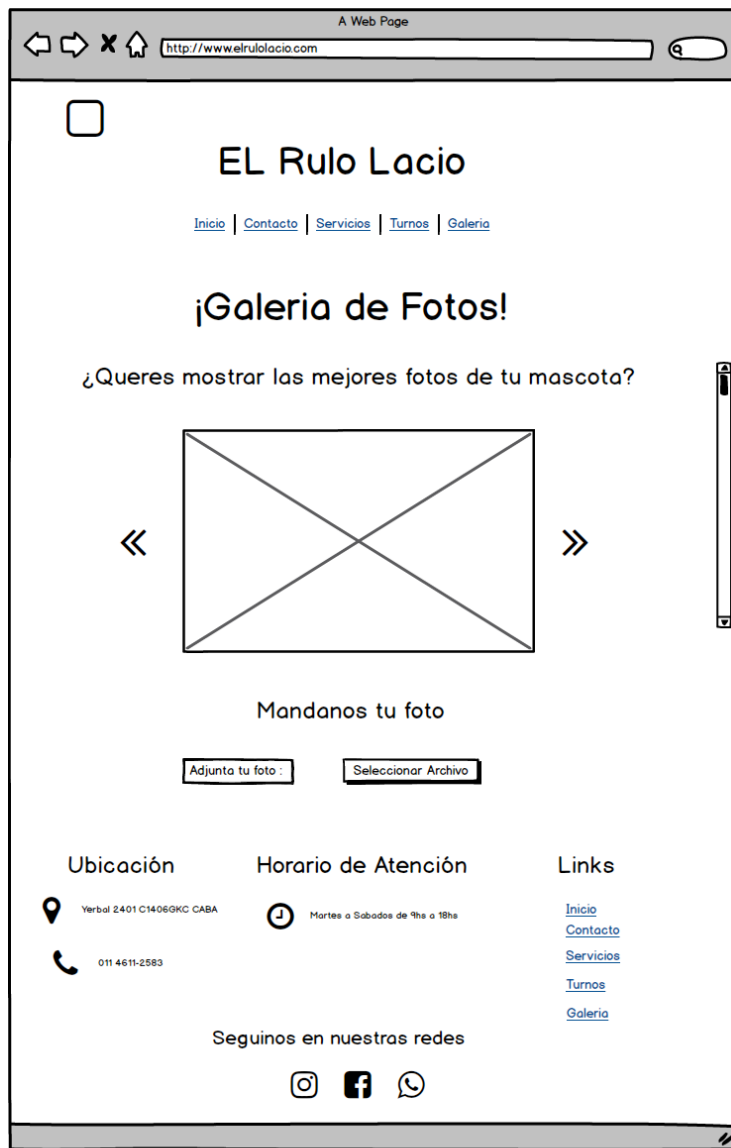 A Web Page
http://www.elrulolacio.com
EL Rulo Lacio
Inicio | Contacto | Servicios | Turnos | Galeria
¡Galeria de Fotos!
¿Queres mostrar las mejores fotos de tu mascota?
Mandanos tu foto
Adjunta tu foto :
Seleccionar Archivo
Ubicación
Yerbal 2401 C1406GKC CABA
011 4611-2583
Horario de Atención
Martes a Sabados de 9hs a 18hs
Links
Inicio
Contacto
Servicios
Turnos
Galeria
Seguinos en nuestras redes